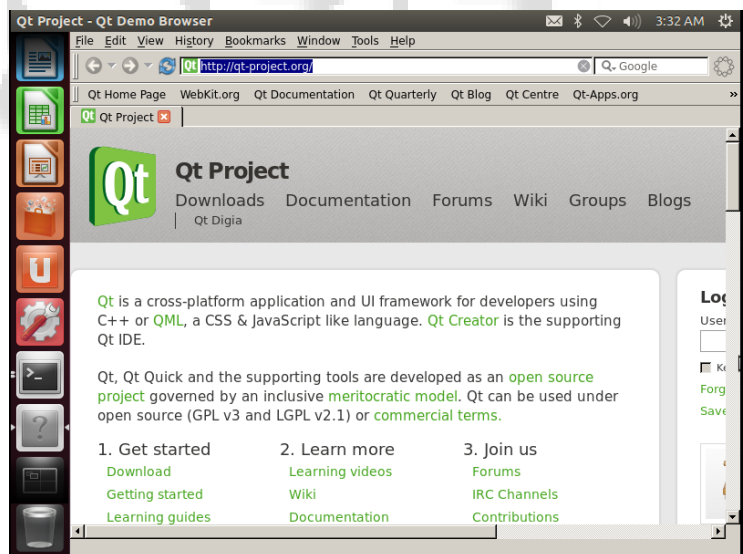 Qt Project - Qt Demo Browser 3:32 AM
File Edit View History Bookmarks Window Tools Help
Qt http://qt-project.org/ Google
Qt Home Page WebKit.org Qt Documentation Qt Quarterly Qt Blog Qt Centre Qt-Apps.org »
Qt Qt Project
Qt Qt Project
Downloads Documentation Forums Wiki Groups Blogs
Qt Digia
Qt is a cross-platform application and UI framework for developers using
C++ or QML, a CSS & JavaScript like language. Qt Creator is the supporting
Qt IDE.
Qt, Qt Quick and the supporting tools are developed as an open source
project governed by an inclusive meritocratic model. Qt can be used under
open source (GPL v3 and LGPL v2.1) or commercial terms.
1. Get started 2. Learn more 3. Join us
Download Learning videos Forums
Getting started Wiki IRC Channels
Learning guides Documentation Contributions
User
Forg
Save